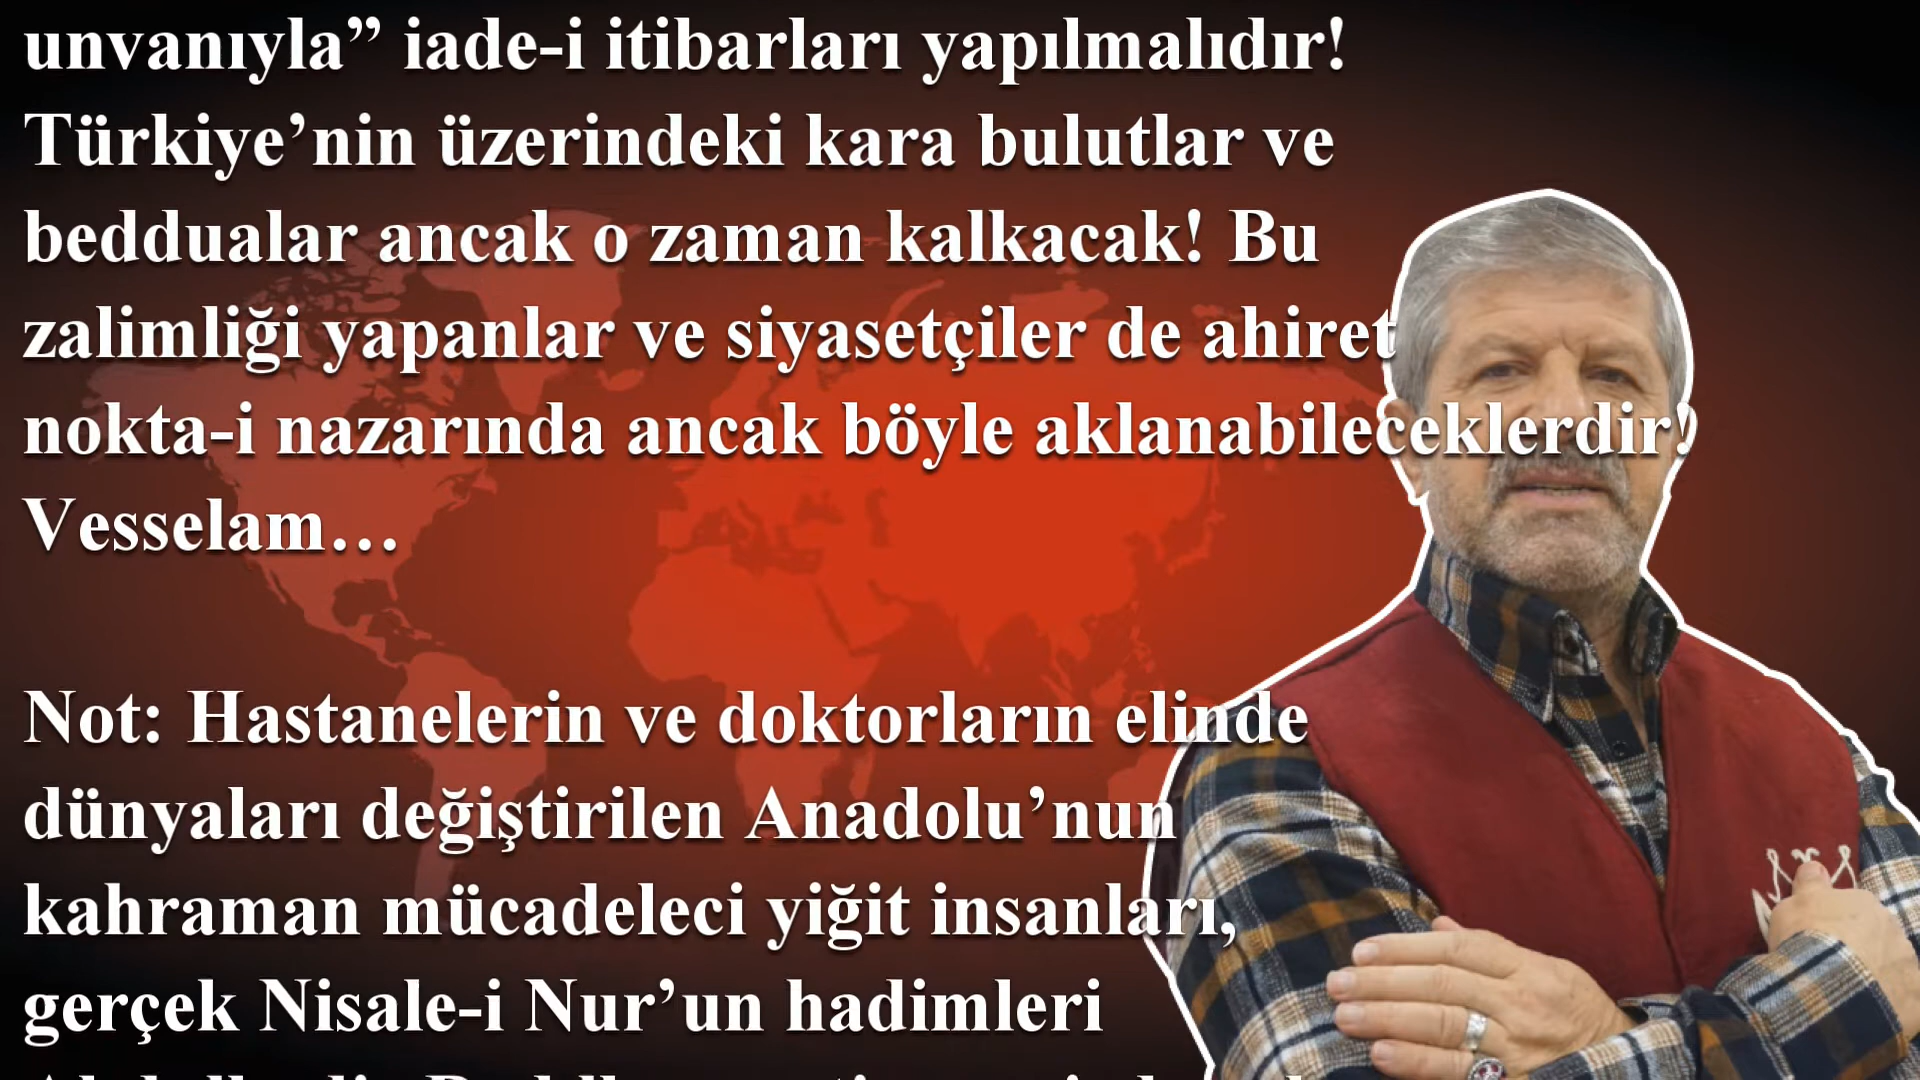 unvanıyla” iade-i itibarları yapılmalıdır!
Türkiye’nin üzerindeki kara bulutlar ve
beddualar ancak o zaman kalkacak! Bu
zalimliği yapanlar ve siyasetçiler de ahiret
nokta-i nazarında ancak böyle aklanabileceklerdir!
Vesselam…
Not: Hastanelerin ve doktorların elinde
dünyaları değiştirilen Anadolu’nun
kahraman mücadeleci yiğit insanları,
gerçek Nisale-i Nur’un hadimleri